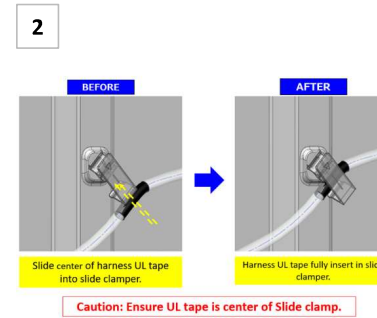 2
BEFORE
AFTER
Slide center of harness UL tape
into slide clamper.
Harness UL tape fully insert in slid
clamper.
Caution: Ensure UL tape is center of Slide clamp.